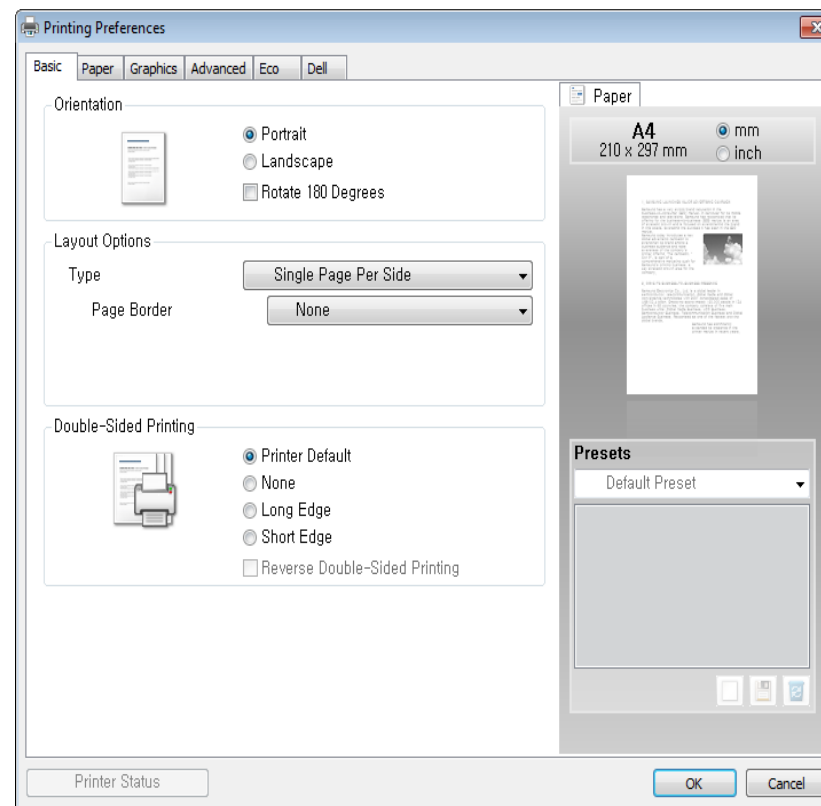 Printing Preferences
Basic Paper Graphics Advanced Eco Dell
Orientation
Portrait
Landscape
Rotate 180 Degrees
Layout Options
Type Single Page Per Side
Page Border None
Double-Sided Printing
Printer Default
None
Long Edge
Short Edge
Reverse Double-Sided Printing
Paper
A4
210 x 297 mm
mm
inch
Presets
Default Preset
Printer Status
OK Cancel